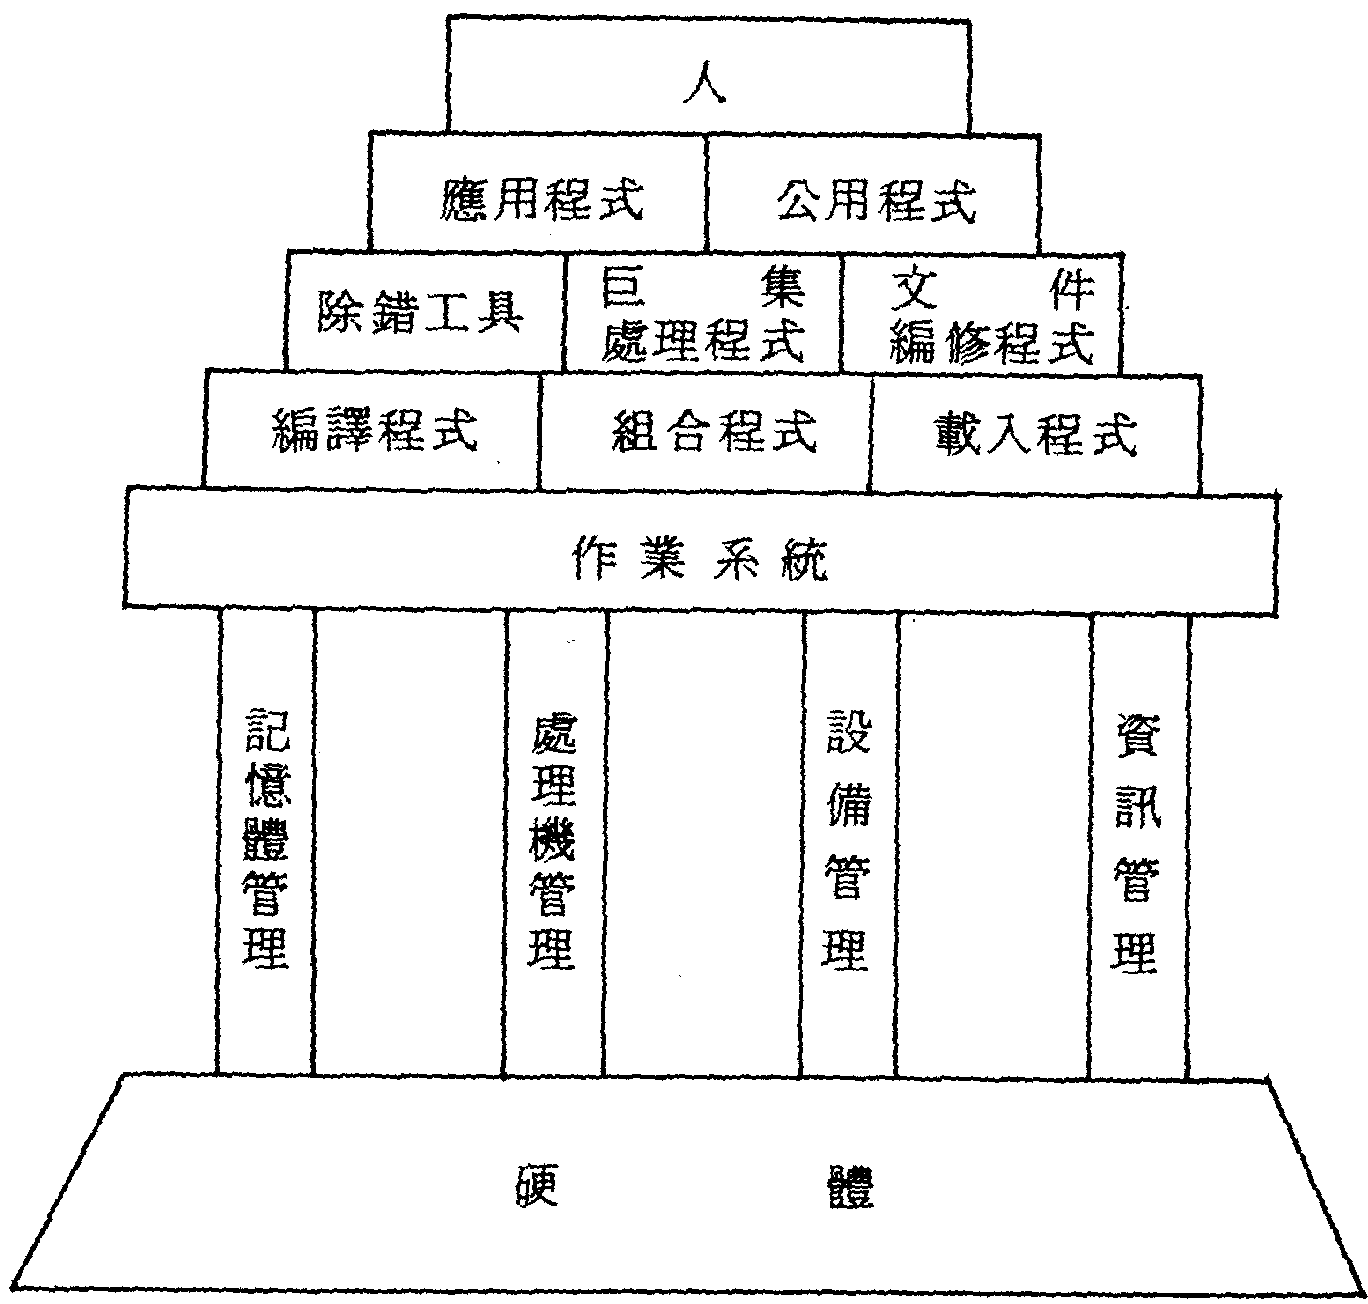 人
應用程式
公用程式
除錯工具
巨集
處理程式
文件
編修程式
編譯程式
組合程式
載入程式
作業系統
記憶體管理
處理機管理
設備管理
資訊管理
硬體